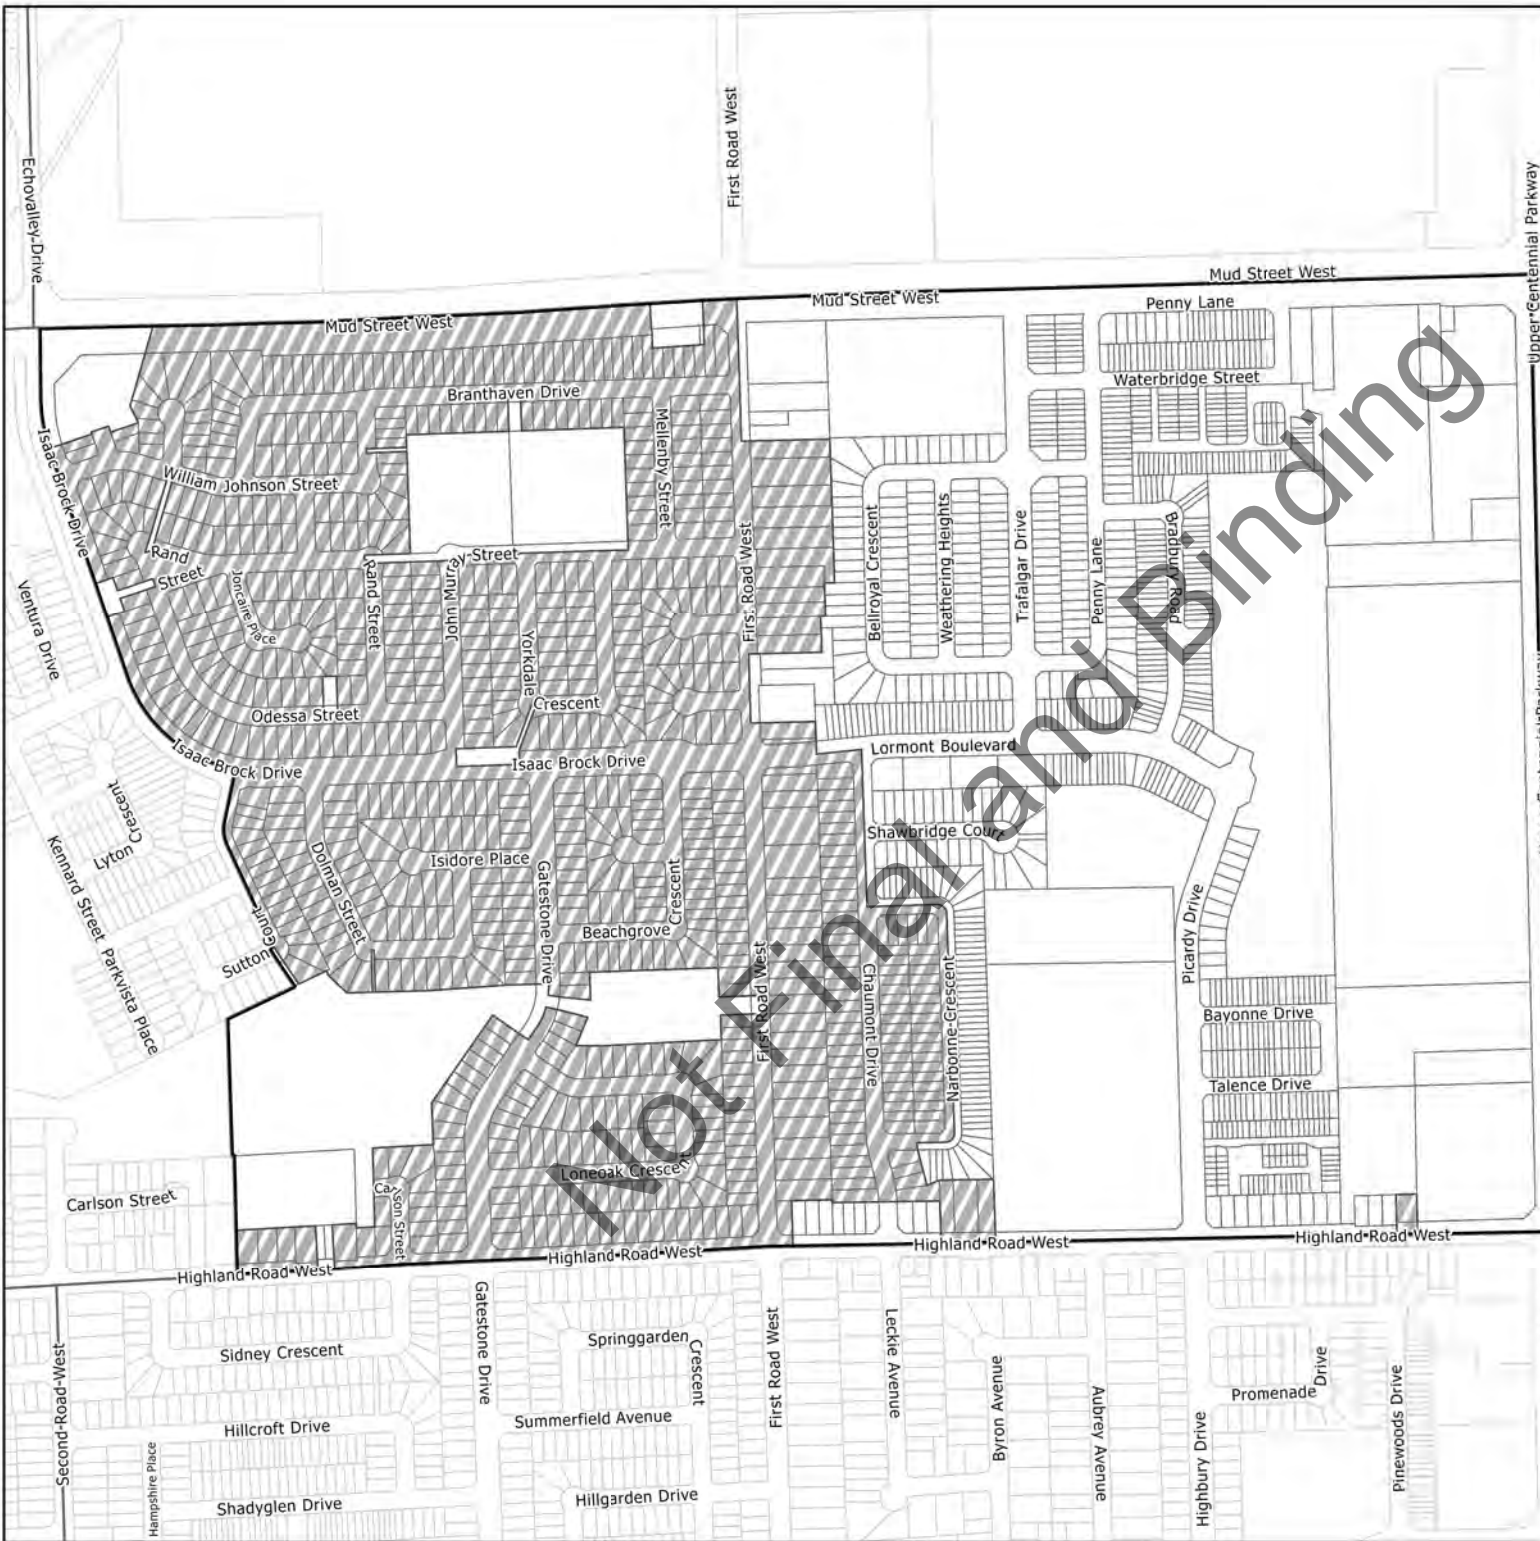 First Road West
Echovalley Drive
Upper Centennial Parkway
Mud Street West
Mud Street West
Mud Street West
Penny Lane
Waterbridge Street
Branthaven Drive
Mellenby Street
Isaac Brock Drive
William Johnson Street
Bellroyal Crescent
Weathering Heights
Trafalgar Drive
Penny Lane
Bradbury Road
First Road West
Rand
Street
Joncaire Place
Rand Street
John Murray Street
Yorkdale
Crescent
Ventura Drive
Odessa Street
Isaac Brock Drive
Isaac Brock Drive
Lormont Boulevard
Shawbridge Court
Lyton
Crescent
Kennard Street
Parkvista Place
Dolman Street
Isidore Place
Gatestone Drive
Beachgrove
Crescent
Sutton
Court
First Road West
Chaumont Drive
Narbonne Crescent
Picardy Drive
Bayonne Drive
Talence Drive
Loneoak Crescent
Carlson Street
Carlson Street
Highland Road West
Highland Road West
Highland Road West
Highland Road West
Second Road West
Sidney Crescent
Gatestone Drive
Springgarden
Crescent
First Road West
Leckie Avenue
Byron Avenue
Aubrey Avenue
Highbury Drive
Promenade
Drive
Pinewoods Drive
Summerfield Avenue
Hillcroft Drive
Hampshire Place
Shadyglen Drive
Hillgarden Drive
Not Final and Binding